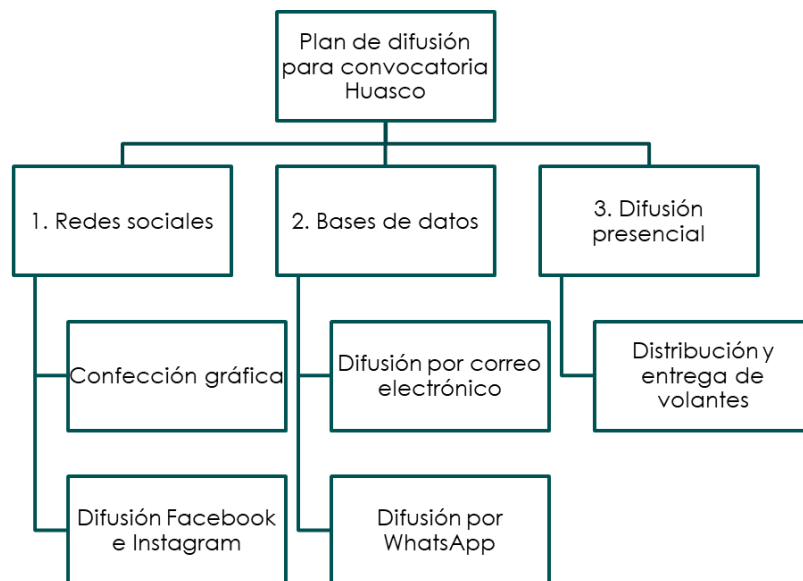 Plan de difusión
para convocatoria
Huasco
1. Redes sociales
2. Bases de datos
3. Difusión
presencial
Confección gráfica
Difusión por correo
electrónico
Distribución y
entrega de
volantes
Difusión Facebook
e Instagram
Difusión por
WhatsApp